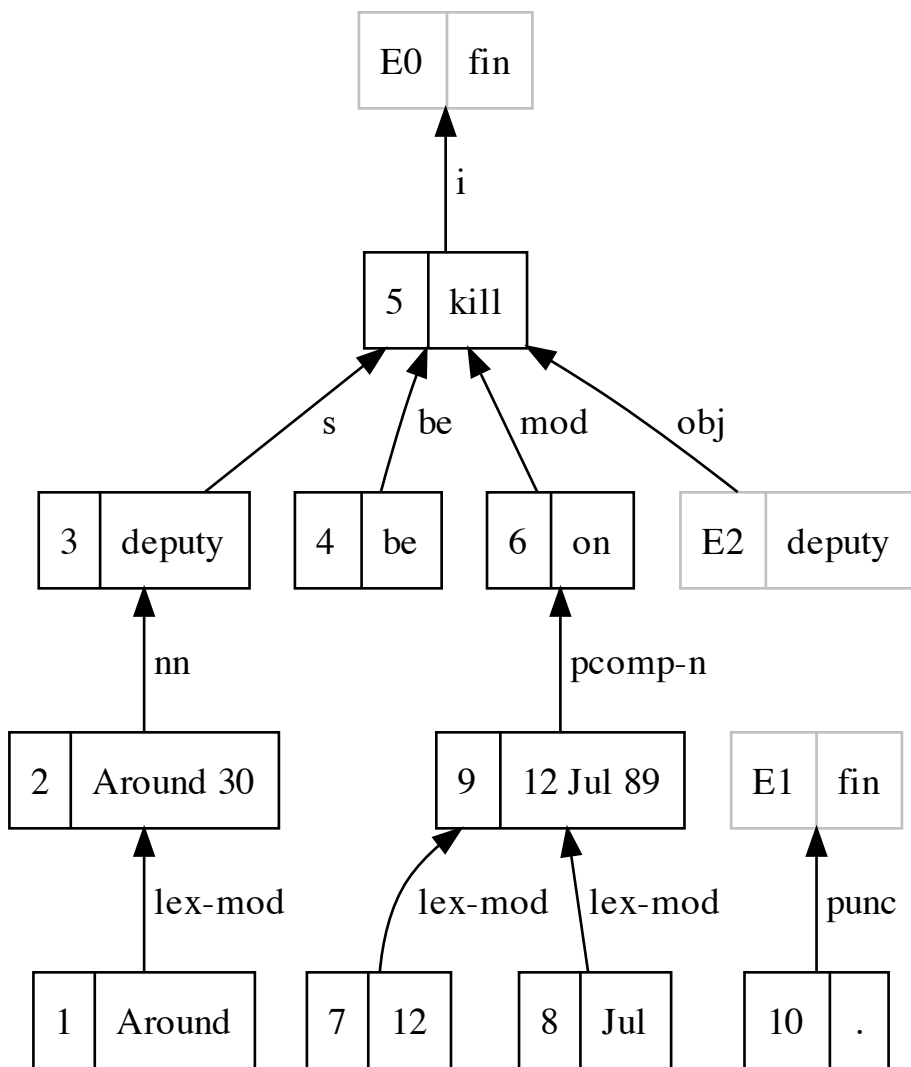 E0 fin
i
5 kill
s be mod obj
3 deputy 4 be 6 on E2 deputy
nn pcomp-n
2 Around 30 9 12 Jul 89 E1 fin
lex-mod lex-mod lex-mod punc
1 Around 7 12 8 Jul 10 .